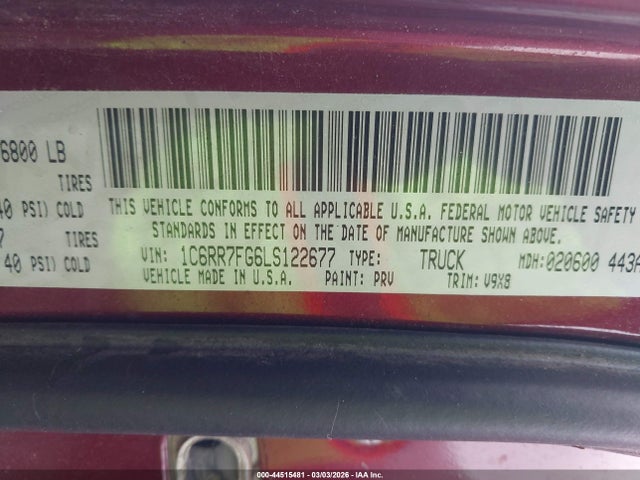 6800 LB
TIRES
40 PSI) COLD
7
40 PSI) COLD
THIS VEHICLE CONFORMS TO ALL APPLICABLE U.S.A. FEDERAL MOTOR VEHICLE SAFETY
STANDARDS IN EFFECT ON THE DATE OF MANUFACTURE SHOWN ABOVE.
VIN: 1C6RR7FG6LS122677 TYPE: TRUCK MDH: 020600 443A
VEHICLE MADE IN U.S.A. PAINT: PRV TRIM: V9X8
000-44515481 | 03/03/2026 - IAA Inc.